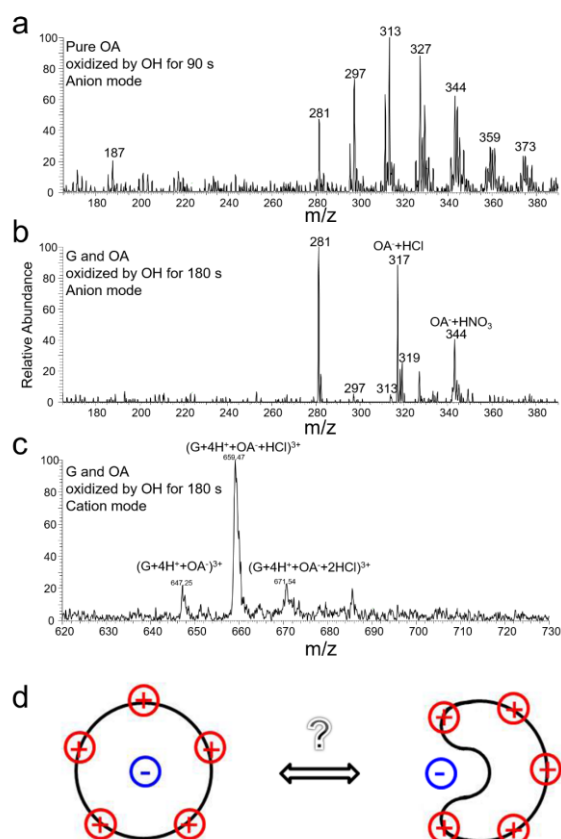 a
Pure OA
oxidized by OH for 90 s
Anion mode
100
80
60
40
20
0
187
281
297
313
327
344
359
373
160 180 200 220 240 260 280 300 320 340 360 380
m/z
b
G and OA
oxidized by OH for 180 s
Anion mode
Relative Abundance
100
80
60
40
20
0
281
297
313
OA⁻+HCl
317
319
OA⁻+HNO₃
344
160 180 200 220 240 260 280 300 320 340 360 380
m/z
c
G and OA
oxidized by OH for 180 s
Cation mode
100
80
60
40
20
0
(G+4H⁺+OA⁻+HCl)³⁺
659.47
(G+4H⁺+OA⁻)³⁺
647.25
(G+4H⁺+OA⁻+2HCl)³⁺
671.54
620 640 660 670 680 690 700 710 720 730
m/z
d
+ + + + +
-
?
+ + + + +
-